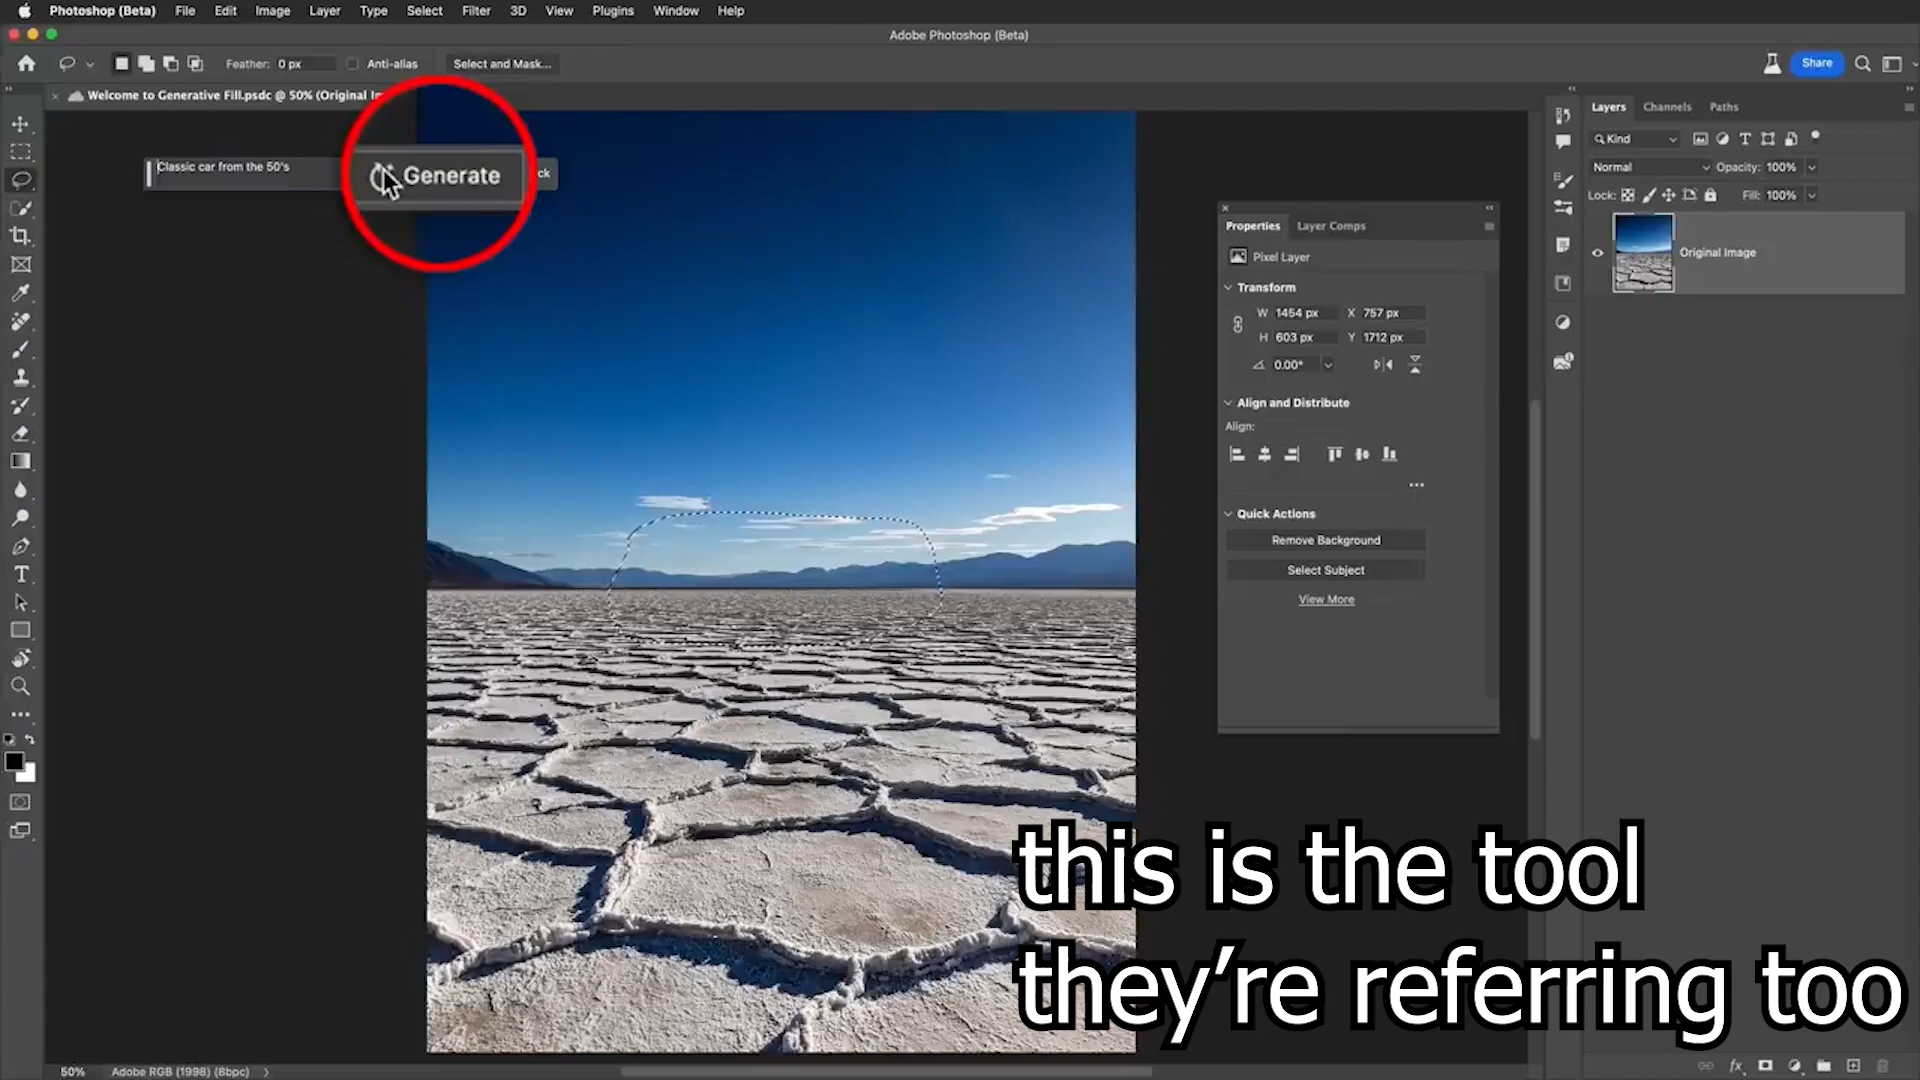 Photoshop (Beta) File Edit Image Layer Type Select Filter 3D View Plugins Window Help
Adobe Photoshop (Beta)
Feather: 0 px Anti-alias Select and Mask... Share
Welcome to Generative Fill.psdc @ 50% (Original
Classic car from the 50's
Generate
Properties Layer Comps
Pixel Layer
Transform
W 1454 px X 757 px
H 603 px Y 1712 px
0.00°
Align and Distribute
Align:
Quick Actions
Remove Background
Select Subject
View More
Layers Channels Paths
Kind
Normal Opacity: 100%
Lock: Fill: 100%
Original Image
this is the tool
they’re referring too
50% Adobe RGB (1998) (8bpc)